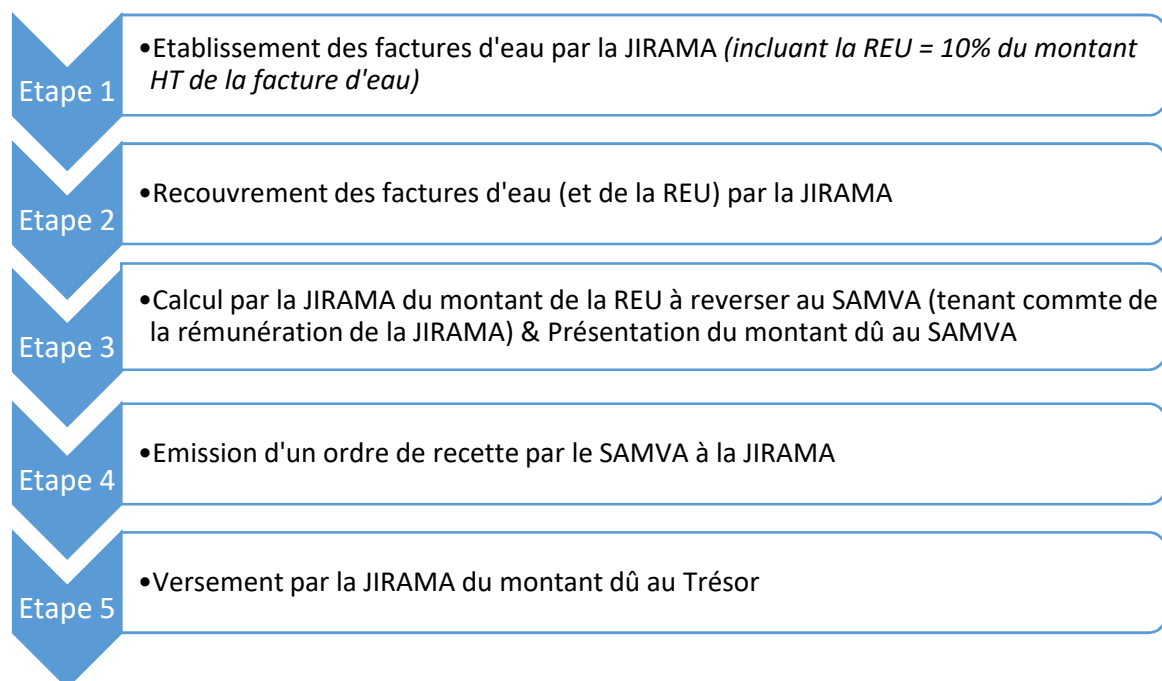 Etape 1
•Etablissement des factures d'eau par la JIRAMA (incluant la REU = 10% du montant
HT de la facture d'eau)
Etape 2
•Recouvrement des factures d'eau (et de la REU) par la JIRAMA
Etape 3
•Calcul par la JIRAMA du montant de la REU à reverser au SAMVA (tenant commte de
la rémunération de la JIRAMA) & Présentation du montant dû au SAMVA
Etape 4
•Emission d'un ordre de recette par le SAMVA à la JIRAMA
Etape 5
•Versement par la JIRAMA du montant dû au Trésor